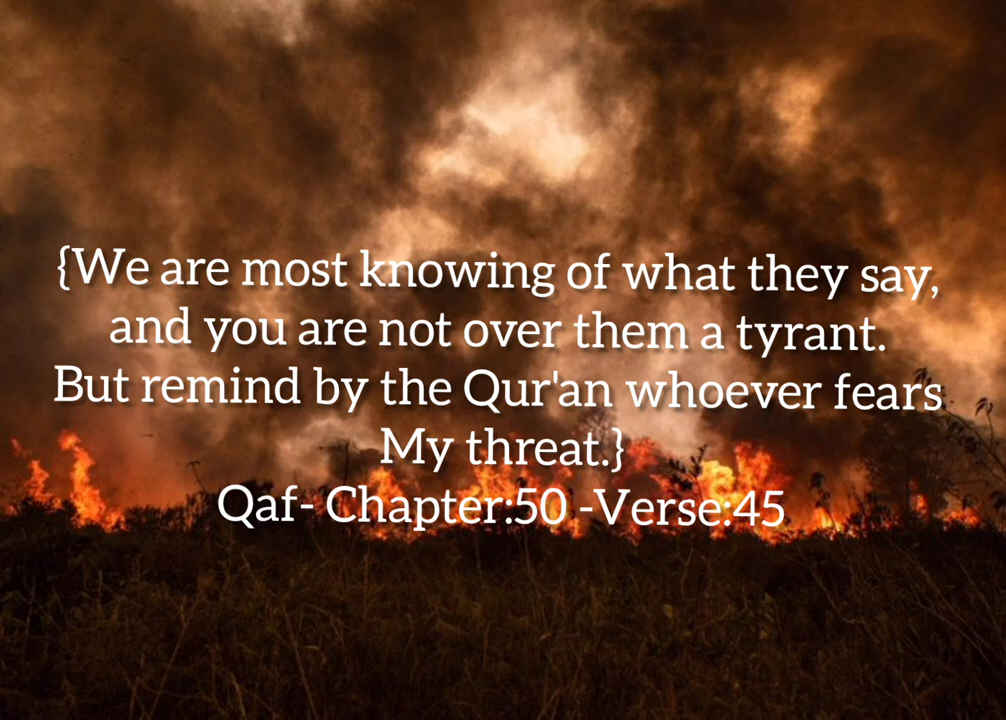 {We are most knowing of what they say,
and you are not over them a tyrant.
But remind by the Qur'an whoever fears
My threat.}
Qaf- Chapter:50 -Verse:45